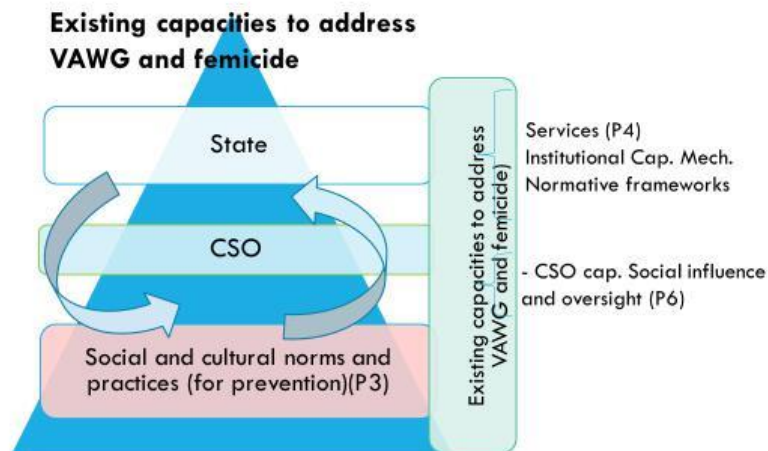 Existing capacities to address
VAWG and femicide
State
CSO
Social and cultural norms and
practices (for prevention)(P3)
Existing capacities to address
VAWG and femicide)
Services (P4)
Institutional Cap. Mech.
Normative frameworks
- CSO cap. Social influence
and oversight (P6)